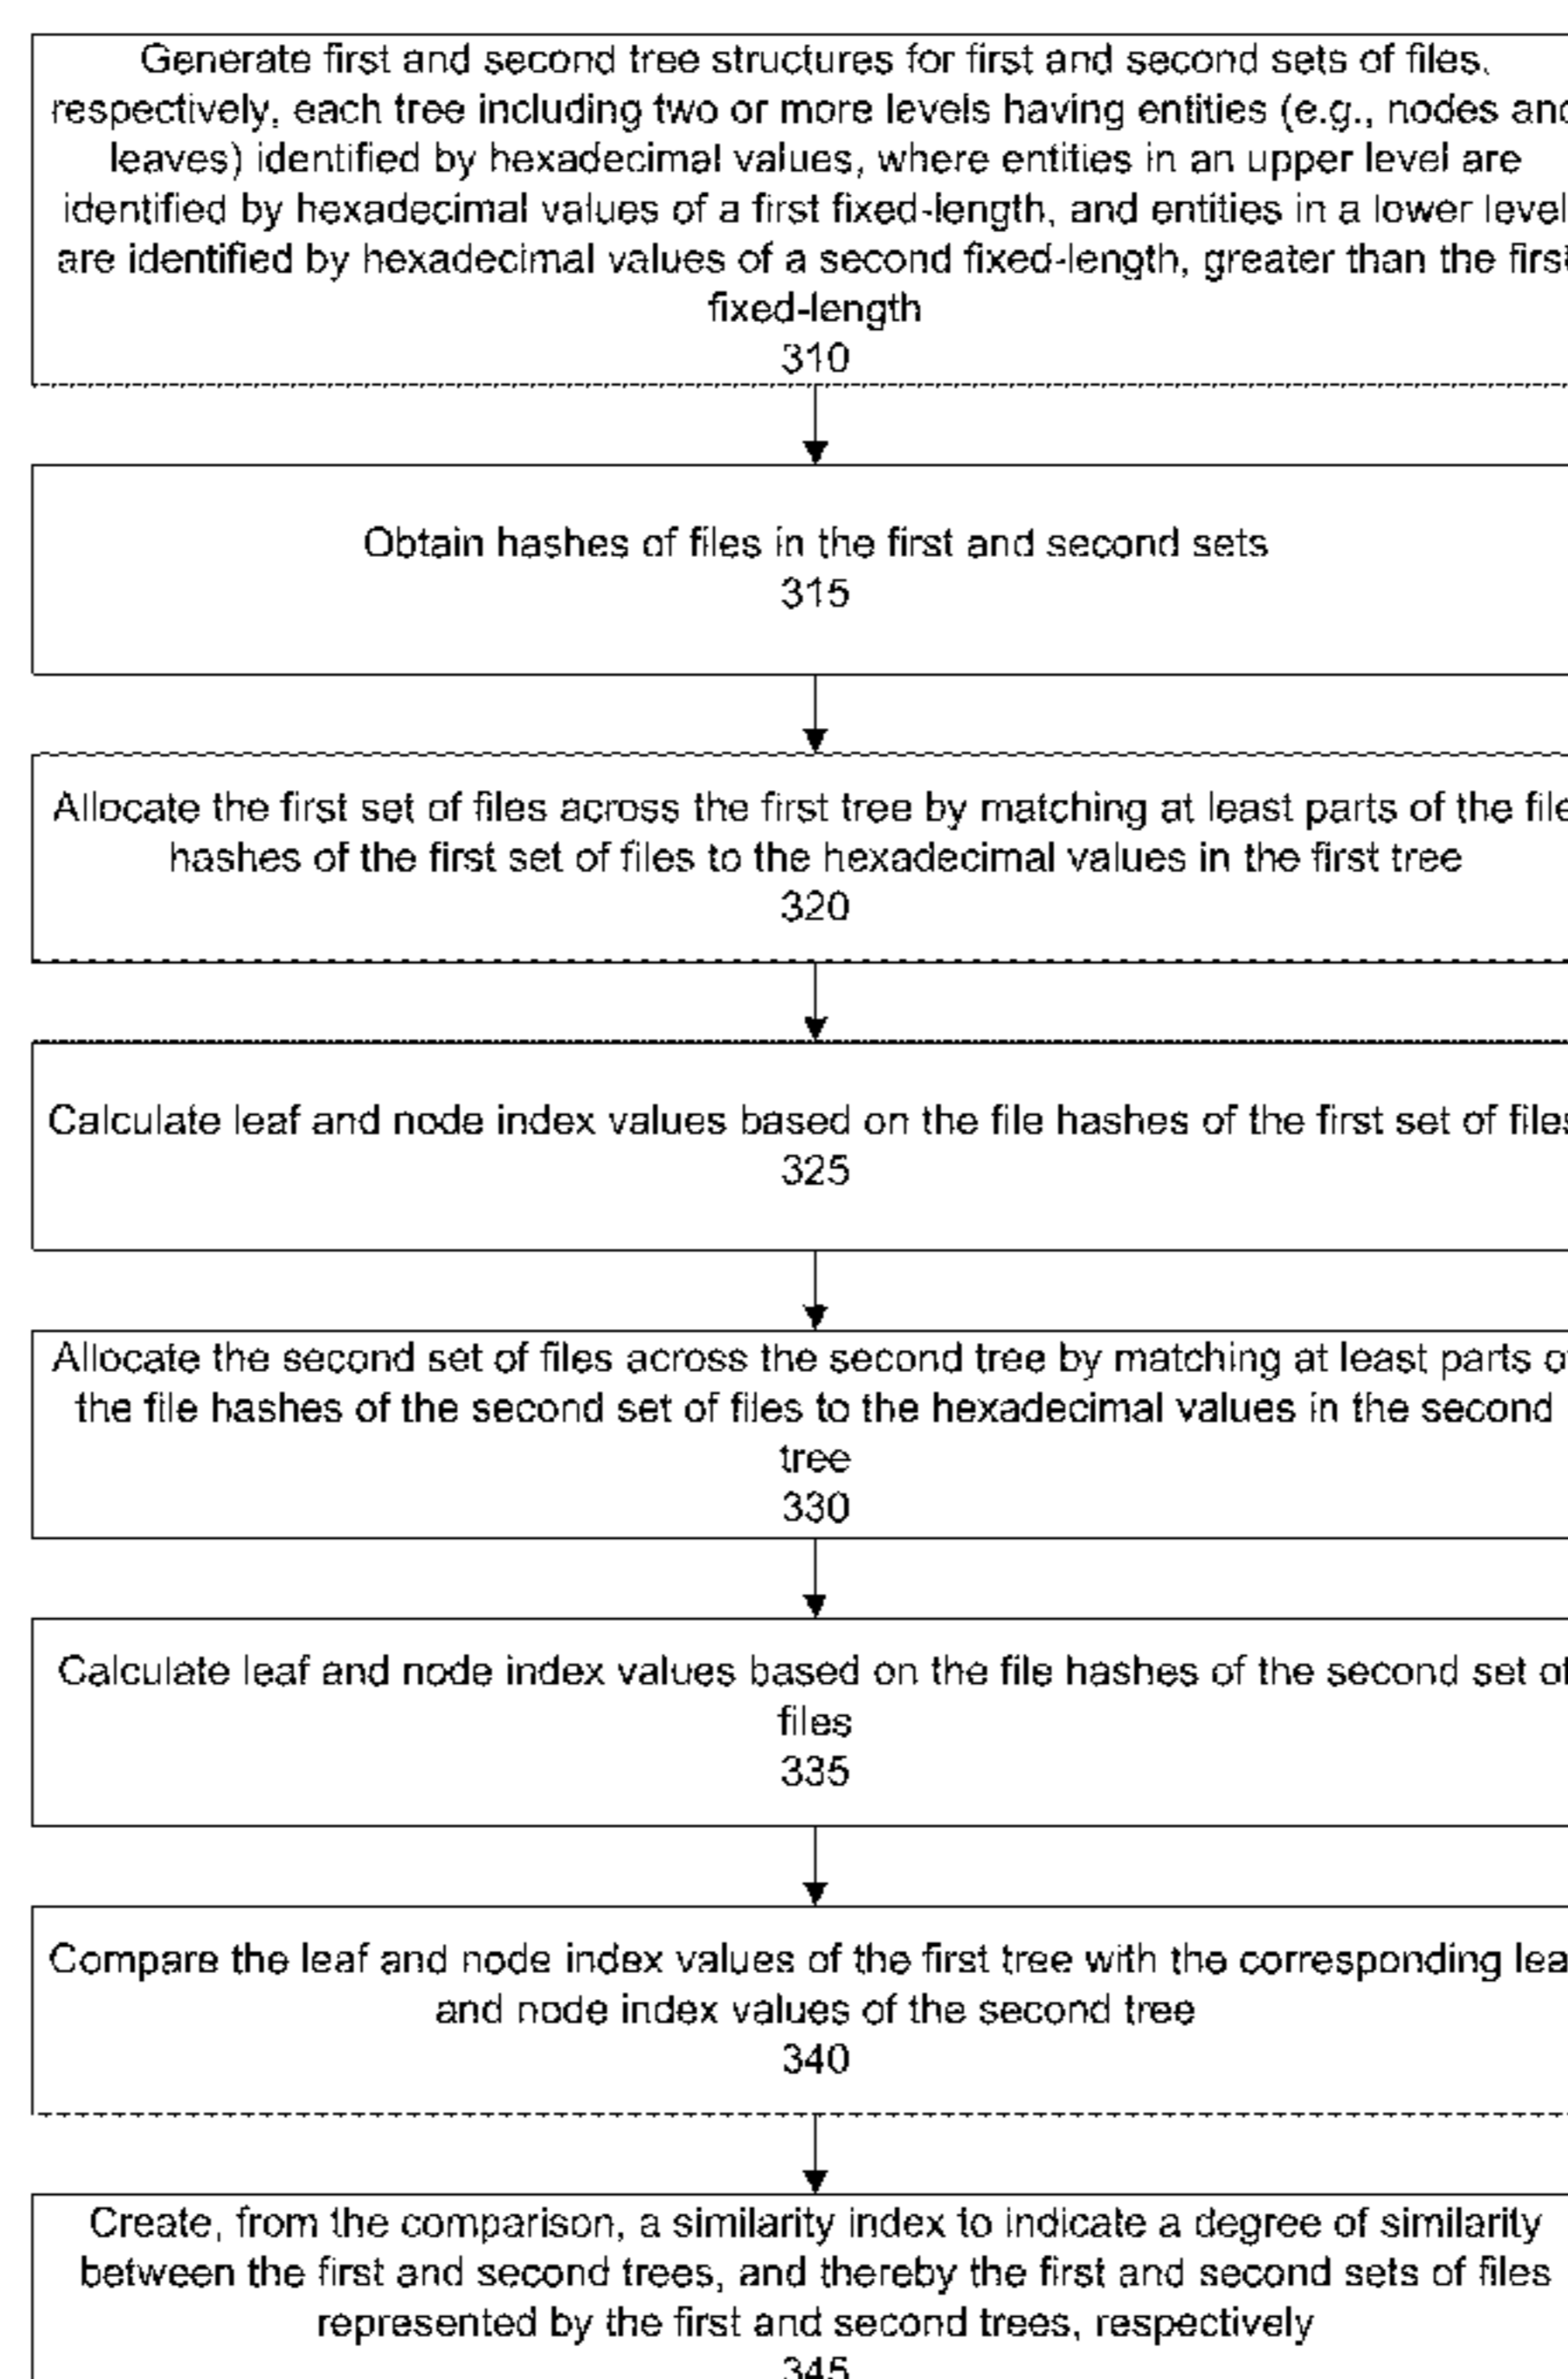 Generate first and second tree structures for first and second sets of files,
respectively, each tree including two or more levels having entities (e.g., nodes and
leaves) identified by hexadecimal values, where entities in an upper level are
identified by hexadecimal values of a first fixed-length, and entities in a lower level
are identified by hexadecimal values of a second fixed-length, greater than the first
fixed-length
310
Obtain hashes of files in the first and second sets
315
Allocate the first set of files across the first tree by matching at least parts of the file
hashes of the first set of files to the hexadecimal values in the first tree
320
Calculate leaf and node index values based on the file hashes of the first set of files
325
Allocate the second set of files across the second tree by matching at least parts of
the file hashes of the second set of files to the hexadecimal values in the second
tree
330
Calculate leaf and node index values based on the file hashes of the second set of
files
335
Compare the leaf and node index values of the first tree with the corresponding lea
and node index values of the second tree
340
Create, from the comparison, a similarity index to indicate a degree of similarity
between the first and second trees, and thereby the first and second sets of files
represented by the first and second trees, respectively
345